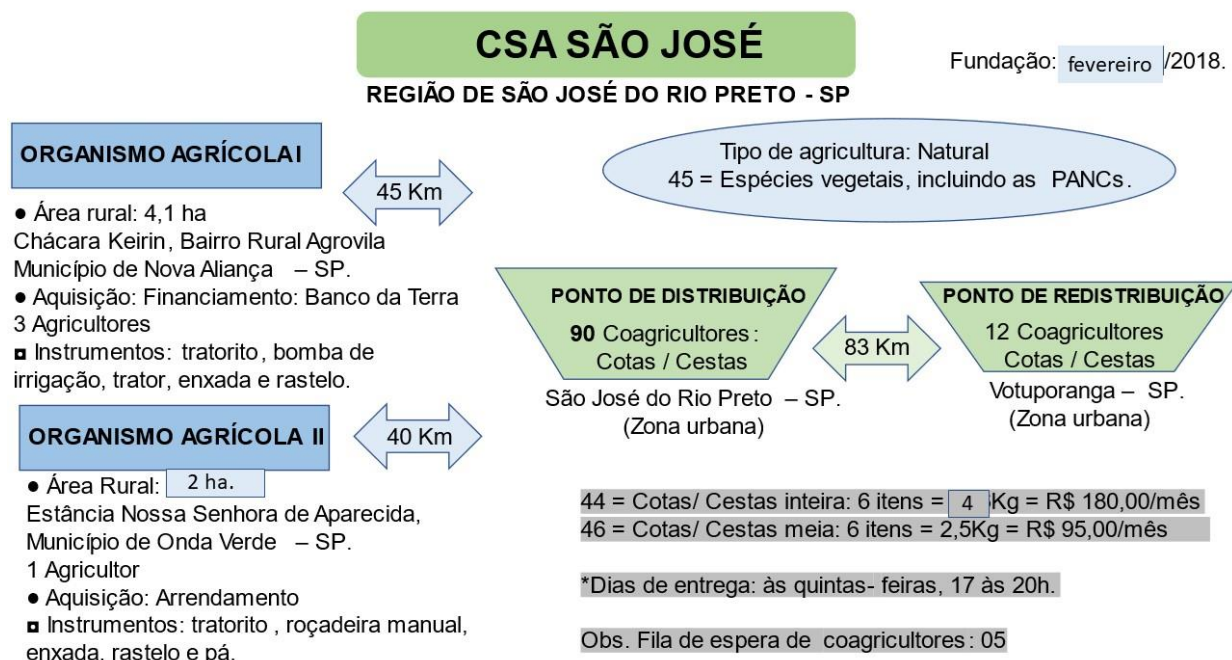 CSA SÃO JOSÉ
Fundação: fevereiro /2018.
REGIÃO DE SÃO JOSÉ DO RIO PRETO - SP
ORGANISMO AGRÍCOLA I
45 Km
Tipo de agricultura: Natural
45 = Espécies vegetais, incluindo as PANCs.
● Área rural: 4,1 ha
Chácara Keirin, Bairro Rural Agrovila
Município de Nova Aliança – SP.
● Aquisição: Financiamento: Banco da Terra
3 Agricultores
◘ Instrumentos: tratorito, bomba de
irrigação, trator, enxada e rastelo.
PONTO DE DISTRIBUIÇÃO
90 Coagricultores:
Cotas / Cestas
São José do Rio Preto – SP.
(Zona urbana)
83 Km
PONTO DE REDISTRIBUIÇÃO
12 Coagricultores
Cotas / Cestas
Votuporanga – SP.
(Zona urbana)
ORGANISMO AGRÍCOLA II
40 Km
● Área Rural: 2 ha.
Estância Nossa Senhora de Aparecida,
Município de Onda Verde – SP.
1 Agricultor
● Aquisição: Arrendamento
◘ Instrumentos: tratorito, roçadeira manual,
enxada, rastelo e pá.
44 = Cotas/ Cestas inteira: 6 itens = 4 Kg = R$ 180,00/mês
46 = Cotas/ Cestas meia: 6 itens = 2,5Kg = R$ 95,00/mês
*Dias de entrega: às quintas- feiras, 17 às 20h.
Obs. Fila de espera de coagricultores: 05